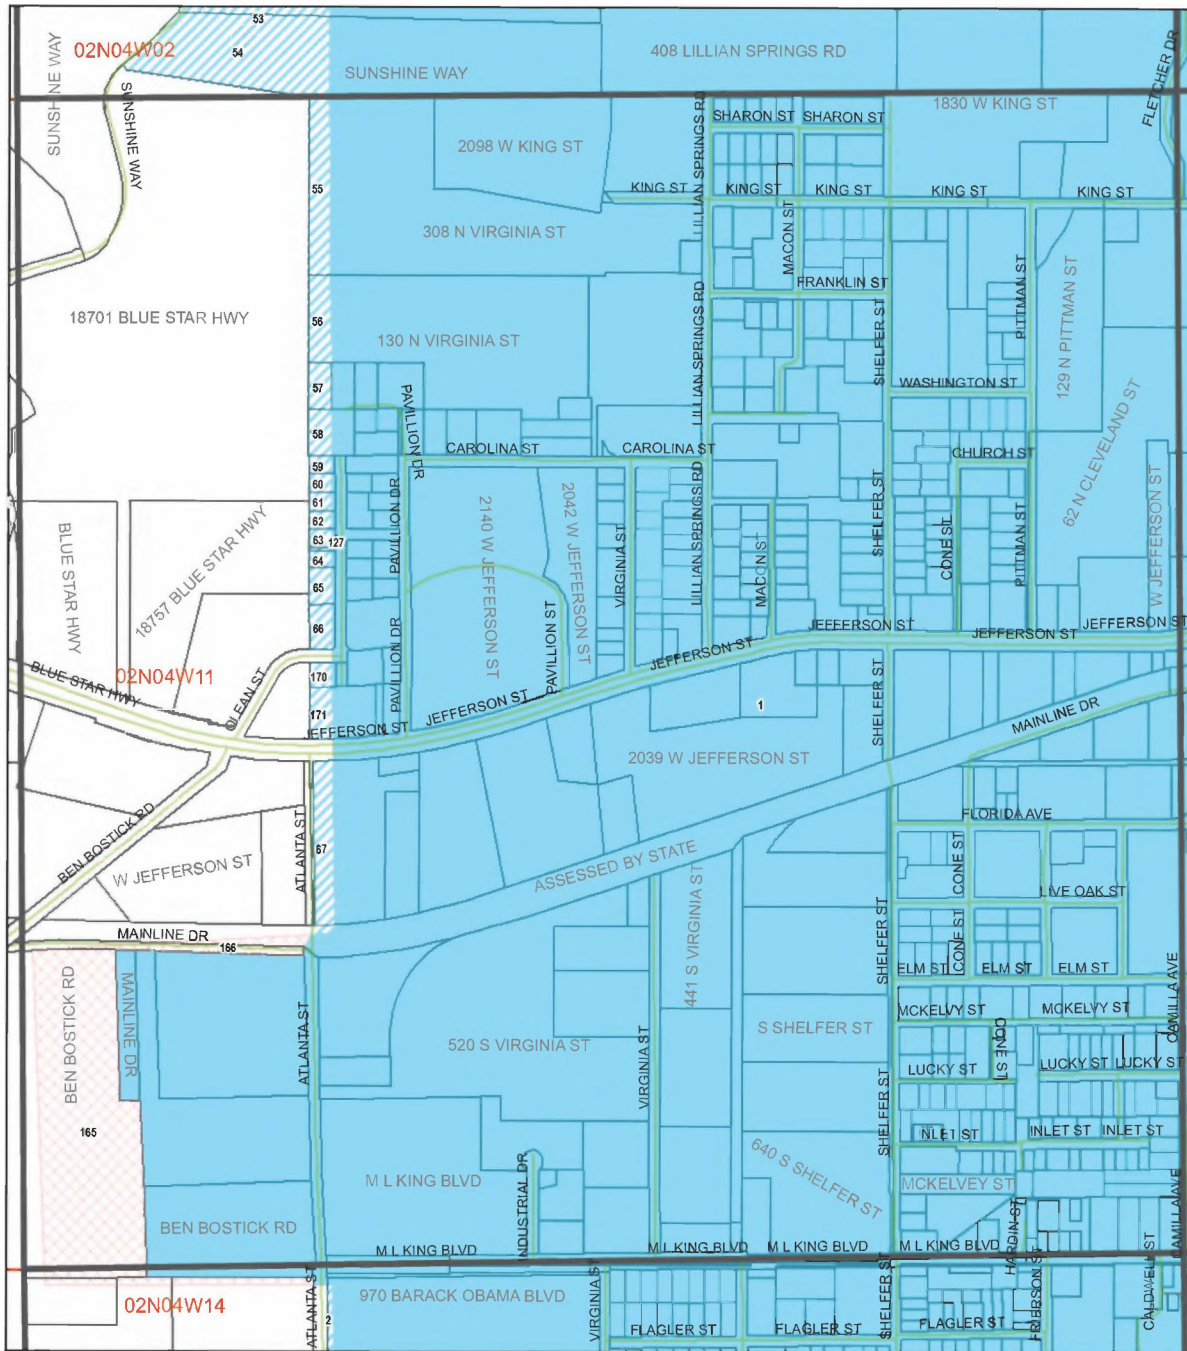 53
02N04W02
54
408 LILLIAN SPRINGS RD
SUNSHINE WAY
SUNSHINE WAY
SUNSHINE WAY
FLETCHER DR
1830 W KING ST
SHARON ST
SHARON ST
2098 W KING ST
LILLIAN SPRINGS RD
55
KING ST
KING ST
KING ST
KING ST
KING ST
308 N VIRGINIA ST
MACON ST
FRANKLIN ST
PITTMAN ST
129 N PITTMAN ST
18701 BLUE STAR HWY
56
130 N VIRGINIA ST
LILLIAN SPRINGS RD
SHELFER ST
57
WASHINGTON ST
PAVILLION DR
58
CAROLINA ST
CAROLINA ST
CHURCH ST
62 N CLEVELAND ST
59
60
61
62
63
127
64
65
66
BLUE STAR HWY
18757 BLUE STAR HWY
PAVILLION DR
2140 W JEFFERSON ST
2042 W JEFFERSON ST
VIRGINIA ST
LILLIAN SPRINGS RD
MACON ST
SHELFER ST
CONE ST
PITTMAN ST
W JEFFERSON ST
JEFFERSON ST
JEFFERSON ST
JEFFERSON ST
JEFFERSON ST
BLUE STAR HWY
02N04W11
170
PAVILLION DR
PAVILLION ST
171
JEFFERSON ST
JEFFERSON ST
1
SHELFER ST
MAINLINE DR
2039 W JEFFERSON ST
BEN BOSTICK RD
ATLANTA ST
67
W JEFFERSON ST
ASSESSED BY STATE
FLORIDA AVE
CONE ST
LIVE OAK ST
441 S VIRGINIA ST
SHELFER ST
CONE ST
ELM ST
ELM ST
ELM ST
MAINLINE DR
166
BEN BOSTICK RD
MAINLINE DR
ATLANTA ST
520 S VIRGINIA ST
VIRGINIA ST
S SHELFER ST
MCKELVY ST
MCKELVY ST
CAMILLA AVE
CONE ST
LUCKY ST
LUCKY ST
LUCKY ST
165
SHELFER ST
INLET ST
INLET ST
640 S SHELFER ST
M L KING BLVD
INDUSTRIAL DR
MCKELVEY ST
BEN BOSTICK RD
HARDIN ST
CAMILLA AVE
M L KING BLVD
M L KING BLVD
M L KING BLVD
M L KING BLVD
02N04W14
ATLANTA ST
970 BARACK OBAMA BLVD
2
VIRGINIA ST
FLAGLER ST
FLAGLER ST
SHELFER ST
FLAGLER ST
FRIERSON ST
CALDWELL ST